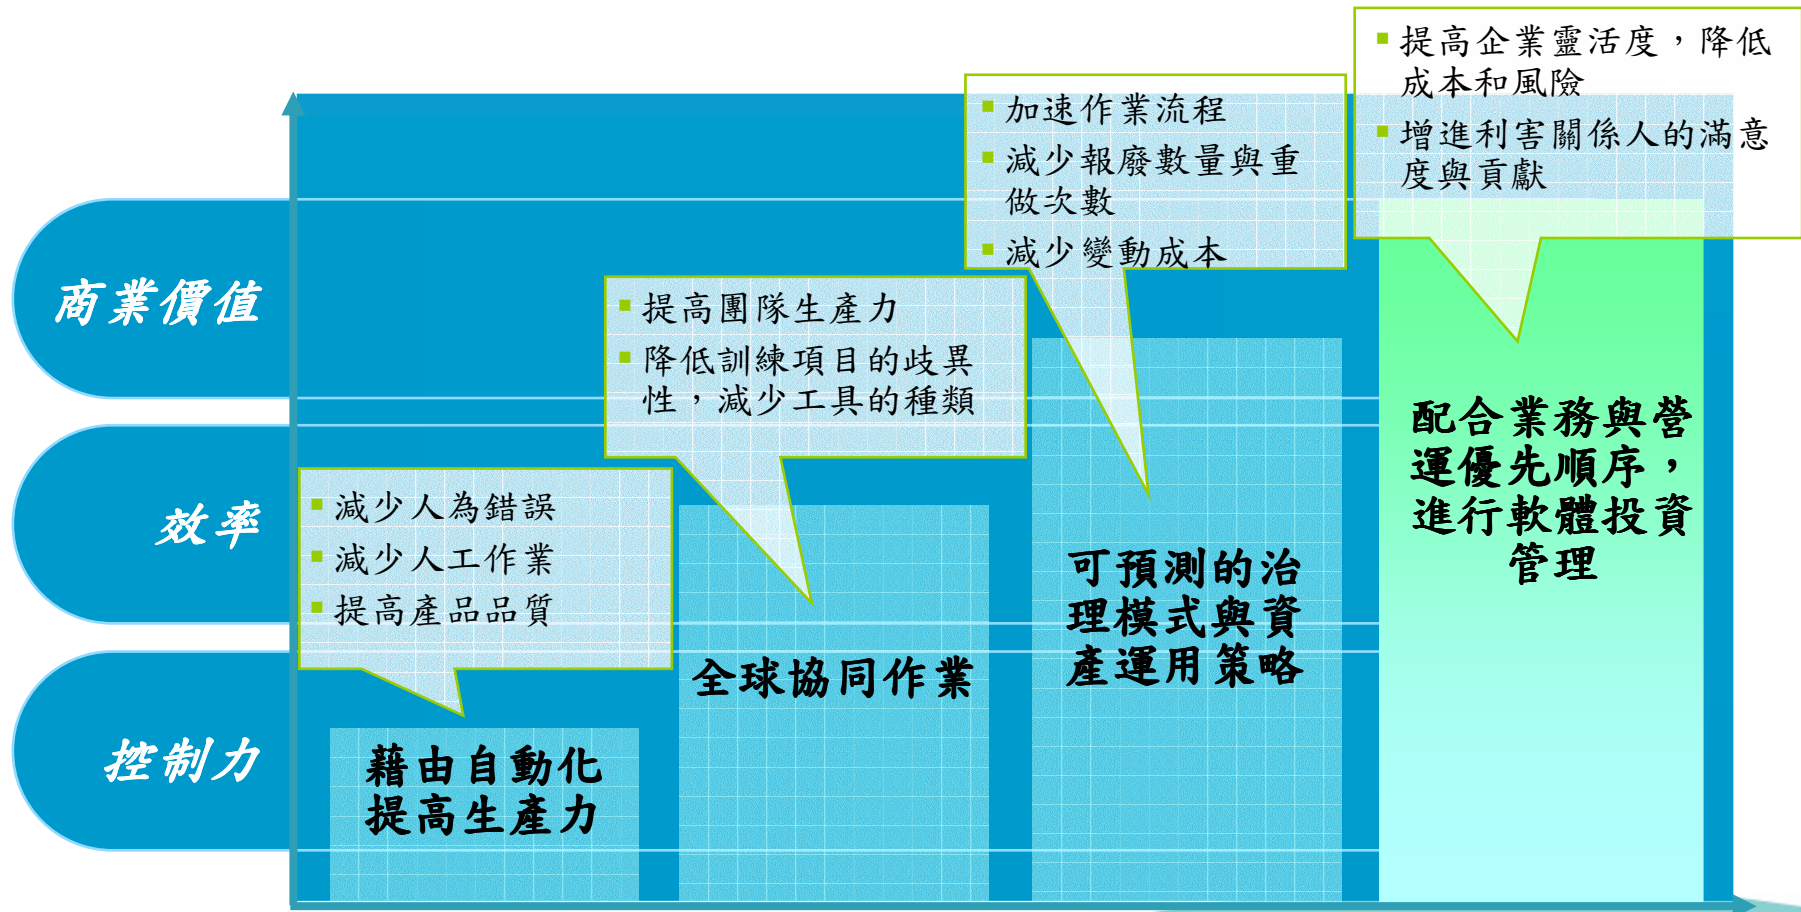 商業價值
效率
控制力
減少人為錯誤
減少人工作業
提高產品品質
藉由自動化
提高生產力
提高團隊生產力
降低訓練項目的歧異
性，減少工具的種類
全球協同作業
加速作業流程
減少報廢數量與重
做次數
減少變動成本
可預測的治
理模式與資
產運用策略
提高企業靈活度，降低
成本和風險
增進利害關係人的滿意
度與貢獻
配合業務與營
運優先順序，
進行軟體投資
管理